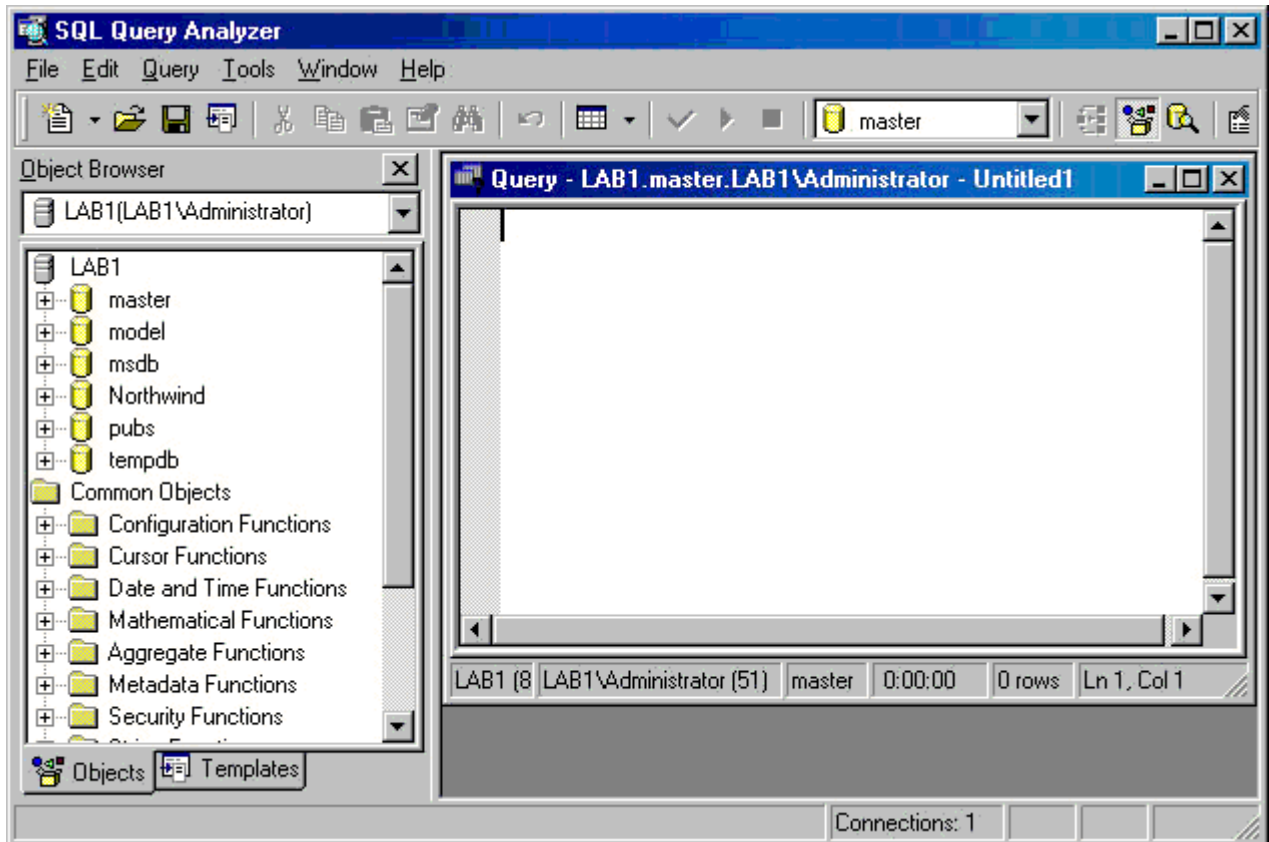 SQL Query Analyzer
File Edit Query Tools Window Help
master
Object Browser
LAB1(LAB1\Administrator)
LAB1
master
model
msdb
Northwind
pubs
tempdb
Common Objects
Configuration Functions
Cursor Functions
Date and Time Functions
Mathematical Functions
Aggregate Functions
Metadata Functions
Security Functions
Objects Templates
Query - LAB1.master.LAB1\Administrator - Untitled1
LAB1 (8 LAB1\Administrator (51) master 0:00:00 0 rows Ln 1, Col 1
Connections: 1